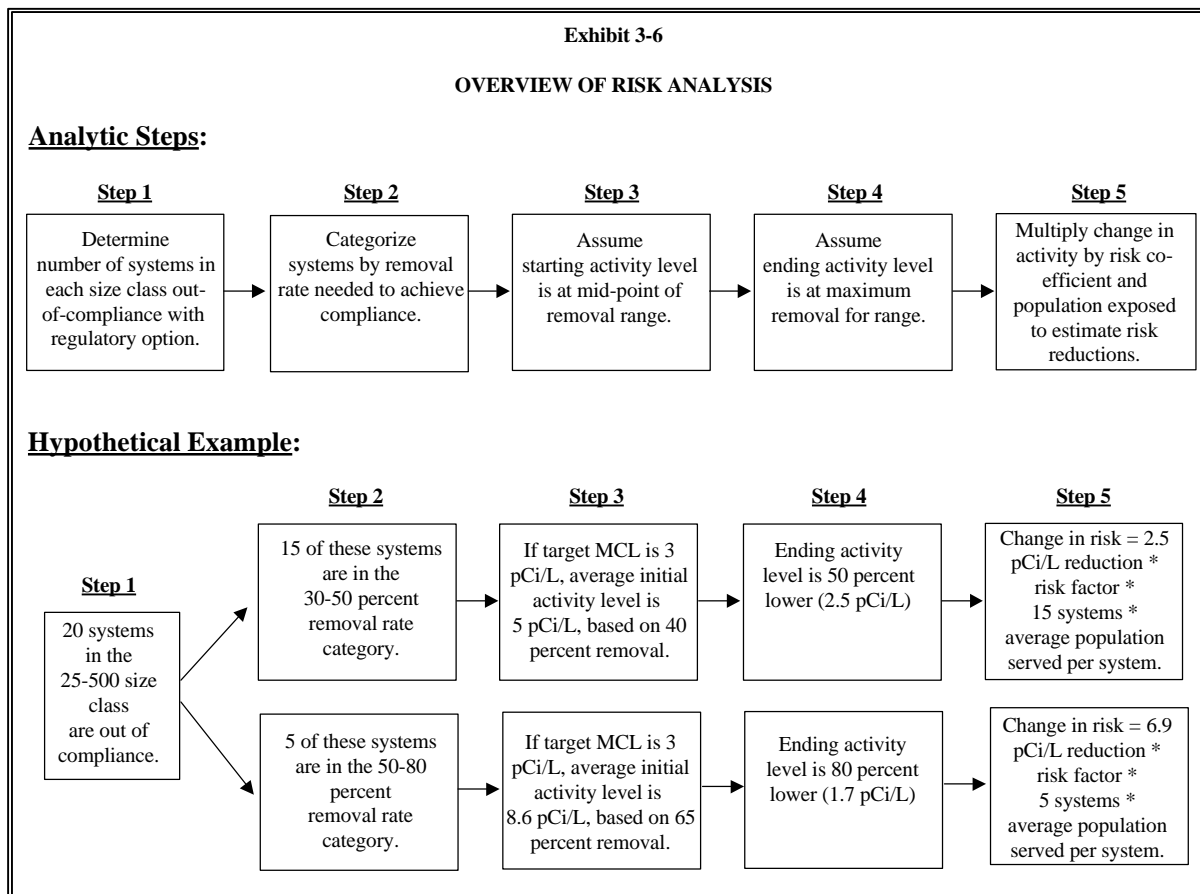 Exhibit 3-6
OVERVIEW OF RISK ANALYSIS
Analytic Steps:
Step 1
Determine
number of systems in
each size class out-
of-compliance with
regulatory option.
Step 2
Categorize
systems by removal
rate needed to achieve
compliance.
Step 3
Assume
starting activity level
is at mid-point of
removal range.
Step 4
Assume
ending activity level
is at maximum
removal for range.
Step 5
Multiply change in
activity by risk co-
efficient and
population exposed
to estimate risk
reductions.
Hypothetical Example:
Step 1
20 systems
in the
25-500 size
class
are out of
compliance.
Step 2
15 of these systems
are in the
30-50 percent
removal rate
category.
Step 3
If target MCL is 3
pCi/L, average initial
activity level is
5 pCi/L, based on 40
percent removal.
Step 4
Ending activity
level is 50 percent
lower (2.5 pCi/L)
Step 5
Change in risk = 2.5
pCi/L reduction *
risk factor *
15 systems *
average population
served per system.
5 of these systems
are in the 50-80
percent
removal rate
category.
If target MCL is 3
pCi/L, average initial
activity level is
8.6 pCi/L, based on 65
percent removal.
Ending activity
level is 80 percent
lower (1.7 pCi/L)
Change in risk = 6.9
pCi/L reduction *
risk factor *
5 systems *
average population
served per system.